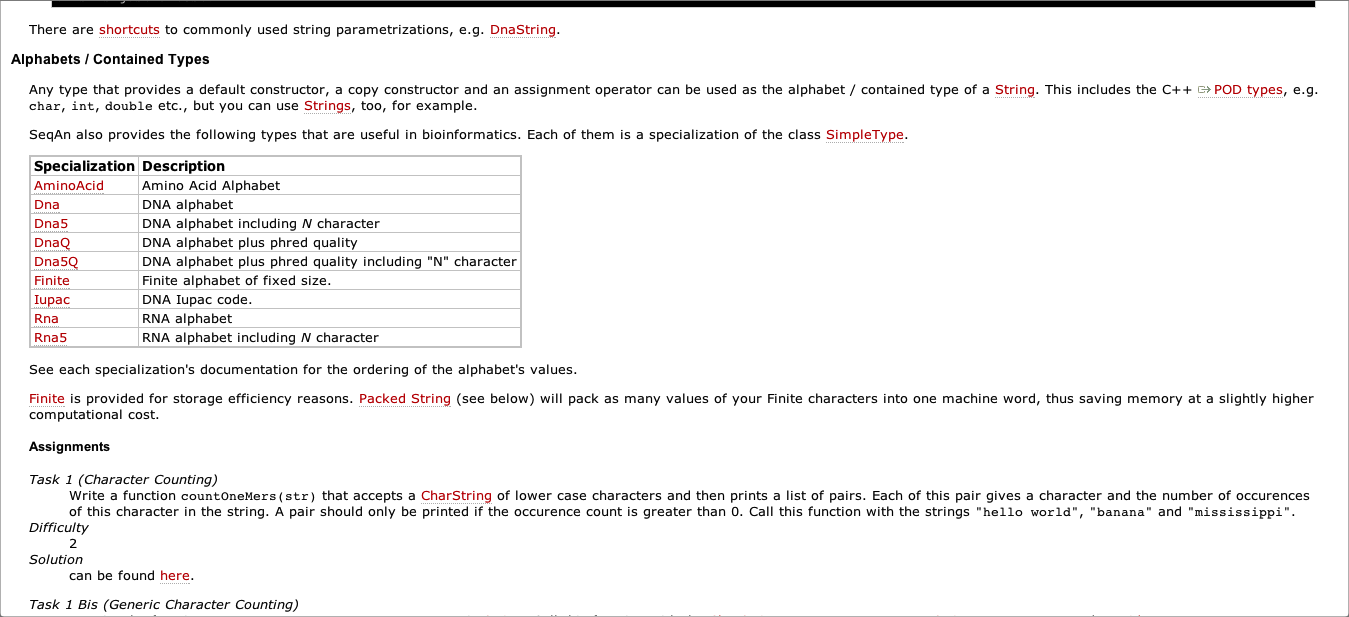 There are shortcuts to commonly used string parametrizations, e.g. DnaString.
Alphabets / Contained Types
Any type that provides a default constructor, a copy constructor and an assignment operator can be used as the alphabet / contained type of a String. This includes the C++ POD types, e.g.
char, int, double etc., but you can use Strings, too, for example.
SeqAn also provides the following types that are useful in bioinformatics. Each of them is a specialization of the class SimpleType.
Specialization Description
AminoAcid Amino Acid Alphabet
Dna DNA alphabet
Dna5 DNA alphabet including N character
DnaQ DNA alphabet plus phred quality
Dna5Q DNA alphabet plus phred quality including "N" character
Finite Finite alphabet of fixed size.
Iupac DNA Iupac code.
Rna RNA alphabet
Rna5 RNA alphabet including N character
See each specialization's documentation for the ordering of the alphabet's values.
Finite is provided for storage efficiency reasons. Packed String (see below) will pack as many values of your Finite characters into one machine word, thus saving memory at a slightly higher
computational cost.
Assignments
Task 1 (Character Counting)
Write a function countOneMers(str) that accepts a CharString of lower case characters and then prints a list of pairs. Each of this pair gives a character and the number of occurences
of this character in the string. A pair should only be printed if the occurence count is greater than 0. Call this function with the strings "hello world", "banana" and "mississippi".
Difficulty
2
Solution
can be found here.
Task 1 Bis (Generic Character Counting)